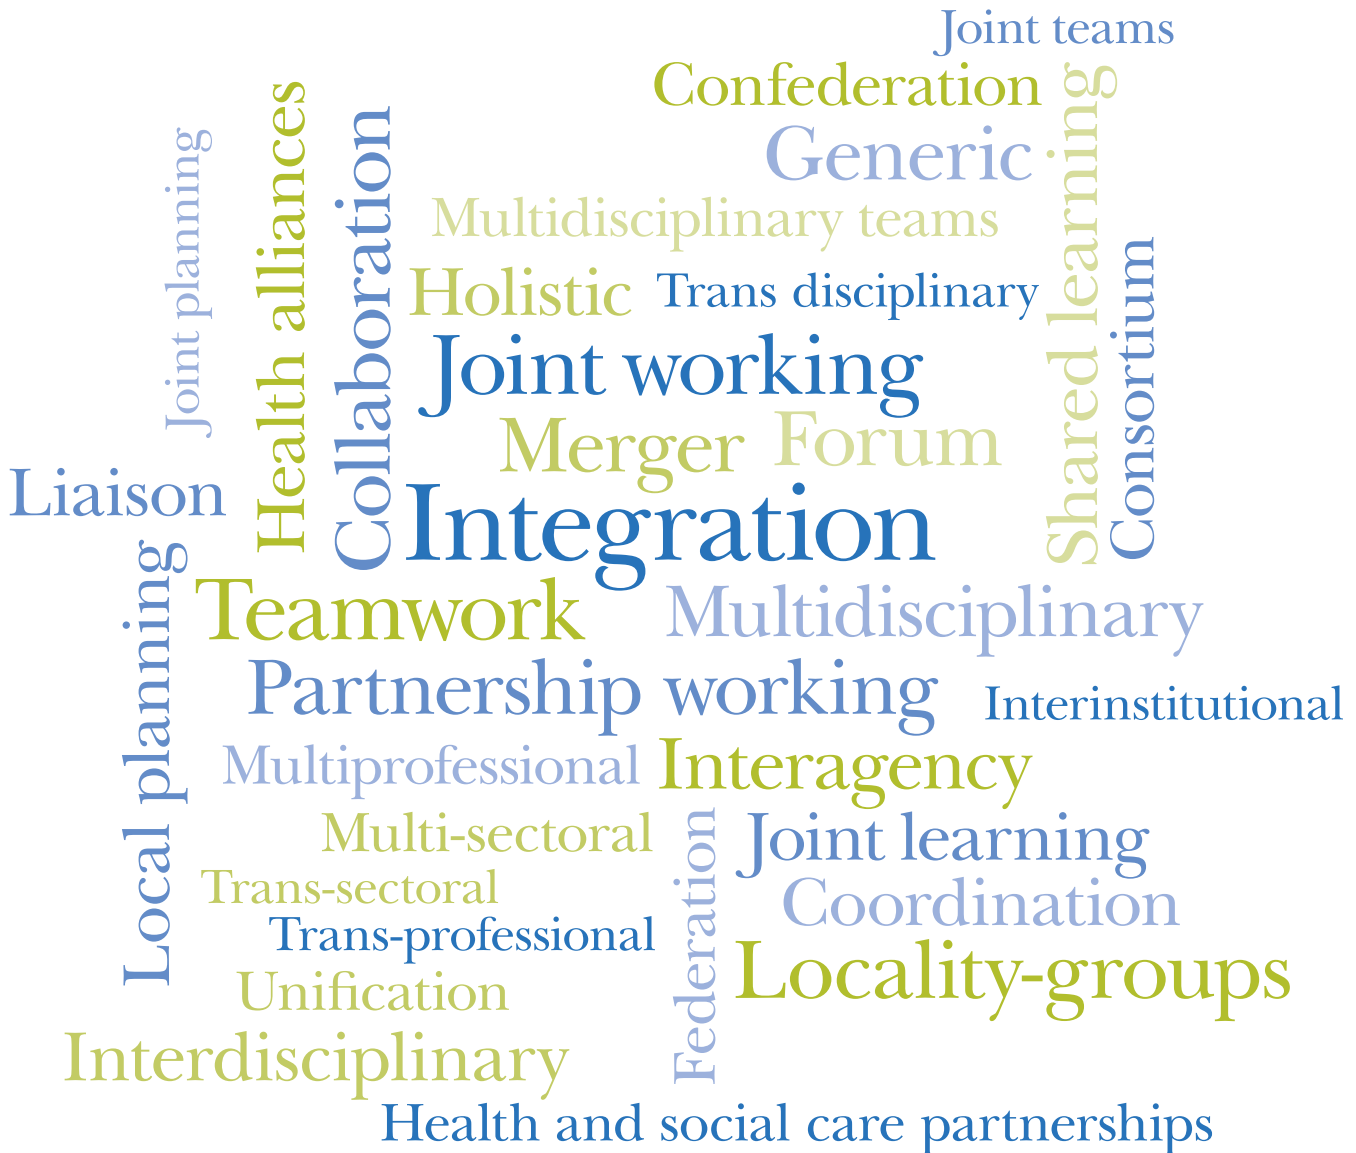 Joint teams
Confederation
Generic
Shared learning
Joint planning
Health alliances
Collaboration
Multidisciplinary teams
Holistic
Trans disciplinary
Consortium
Joint working
Merger
Forum
Liaison
Integration
Local planning
Teamwork
Multidisciplinary
Partnership working
Interinstitutional
Multiprofessional
Interagency
Multi-sectoral
Federation
Joint learning
Trans-sectoral
Coordination
Trans-professional
Locality-groups
Unification
Interdisciplinary
Health and social care partnerships